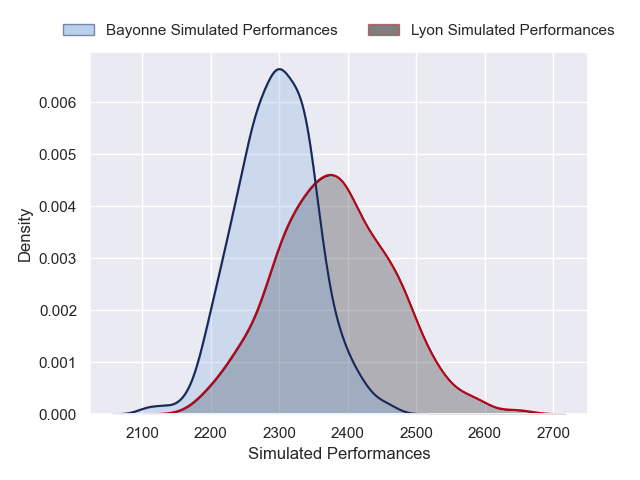 Bayonne Simulated Performances Lyon Simulated Performances
0.006
0.005
0.004
0.003
0.002
0.001
0.000
Density
2100 2200 2300 2400 2500 2600 2700
Simulated Performances